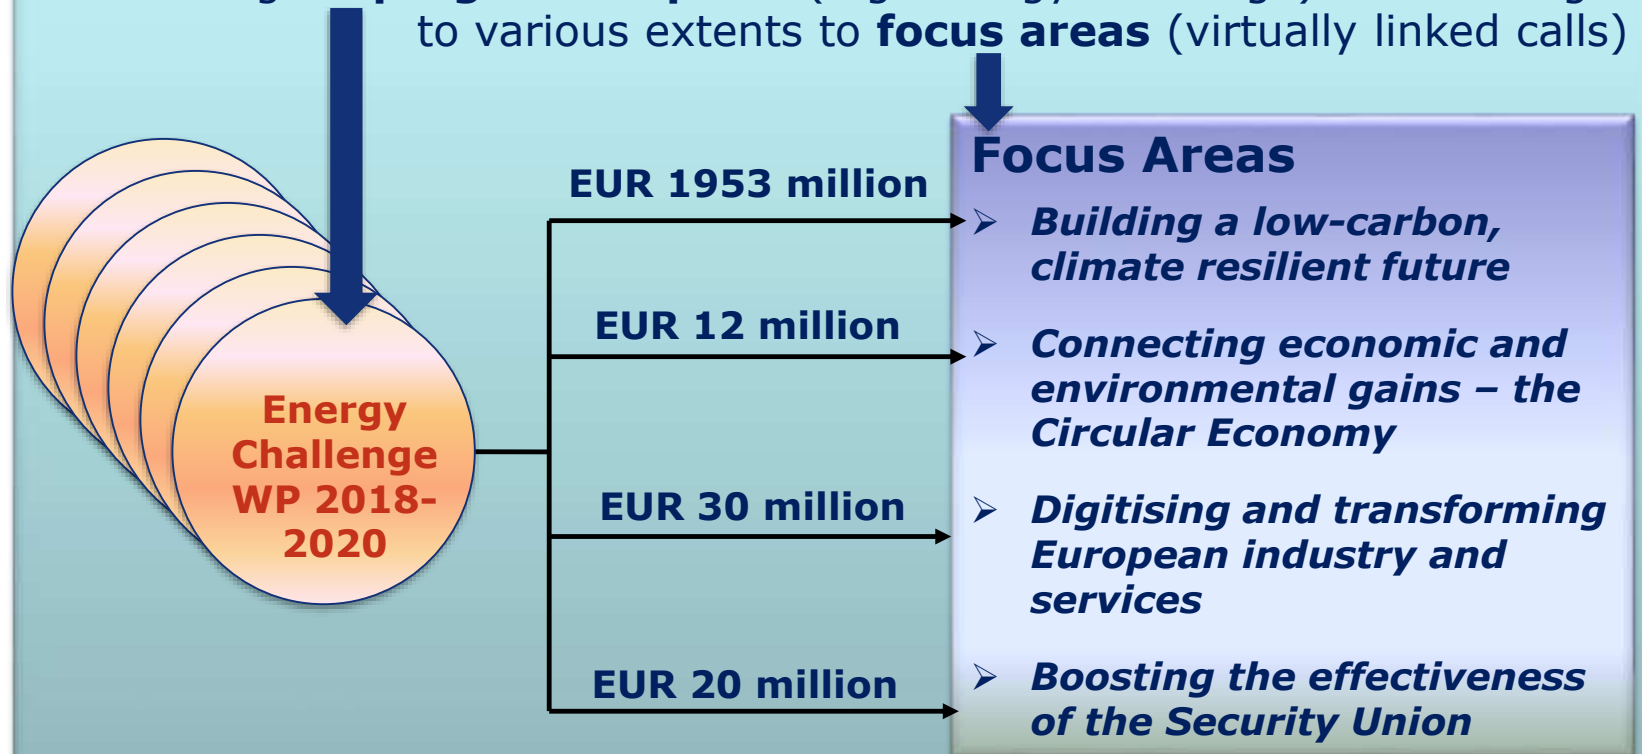 to various extents to focus areas (virtually linked calls)
Focus Areas
EUR 1953 million
➢ Building a low-carbon,
climate resilient future
EUR 12 million
➢ Connecting economic and
environmental gains – the
Circular Economy
Energy
Challenge
WP 2018-
2020
EUR 30 million
➢ Digitising and transforming
European industry and
services
EUR 20 million
➢ Boosting the effectiveness
of the Security Union